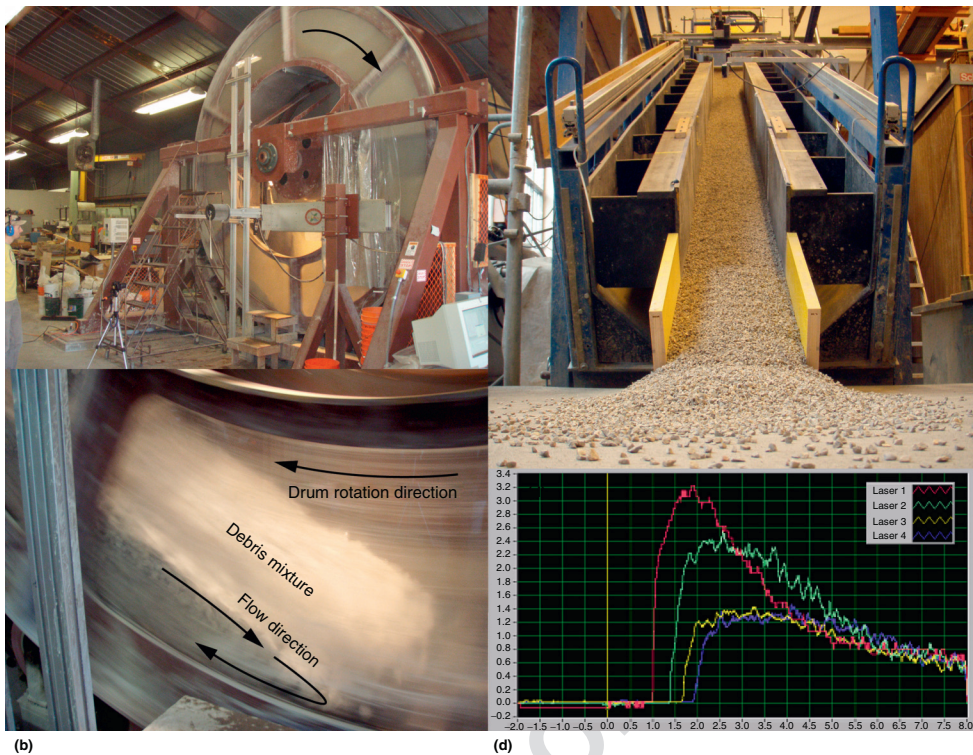 Drum rotation direction
Debris mixture
Flow direction
(b)
3.4
3.2
3.0
2.8
2.6
2.4
2.2
2.0
1.8
1.6
1.4
1.2
1.0
0.8
0.6
0.4
0.2
0.0
−0.2
Laser 1
Laser 2
Laser 3
Laser 4
−2.0 −1.5 −1.0 −0.5 0.0 0.5 1.0 1.5 2.0 2.5 3.0 3.5 4.0 4.5 5.0 5.5 6.0 6.5 7.0 7.5 8.0
(d)